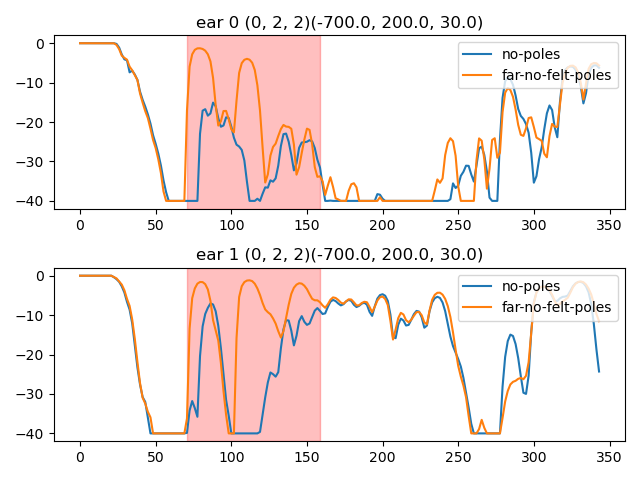 ear 0 (0, 2, 2)(-700.0, 200.0, 30.0)
0
−10
−20
−30
−40
no-poles
far-no-felt-poles
0 50 100 150 200 250 300 350
ear 1 (0, 2, 2)(-700.0, 200.0, 30.0)
0
−10
−20
−30
−40
no-poles
far-no-felt-poles
0 50 100 150 200 250 300 350